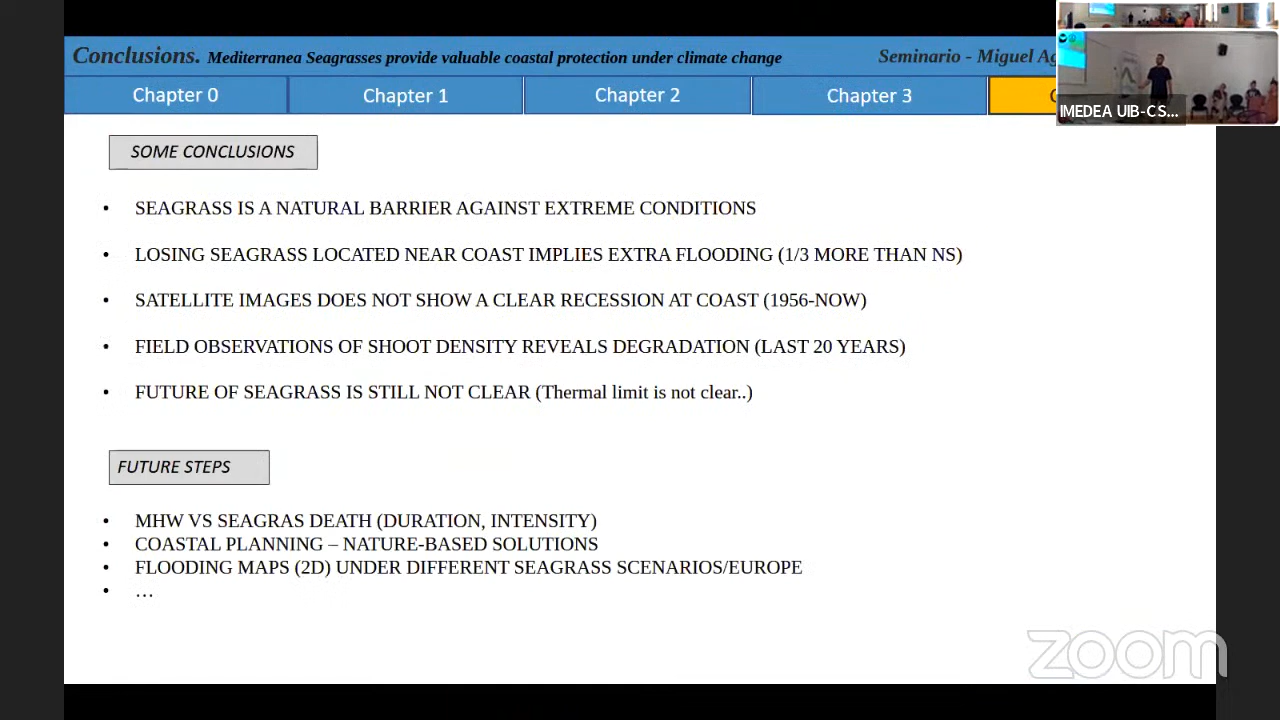 Conclusions. Mediterranea Seagrasses provide valuable coastal protection under climate change
Seminario - Miguel
Chapter 0
Chapter 1
Chapter 2
Chapter 3
IMEDEA UIB-CS...
SOME CONCLUSIONS
• SEAGRASS IS A NATURAL BARRIER AGAINST EXTREME CONDITIONS
• LOSING SEAGRASS LOCATED NEAR COAST IMPLIES EXTRA FLOODING (1/3 MORE THAN NS)
• SATELLITE IMAGES DOES NOT SHOW A CLEAR RECESSION AT COAST (1956-NOW)
• FIELD OBSERVATIONS OF SHOOT DENSITY REVEALS DEGRADATION (LAST 20 YEARS)
• FUTURE OF SEAGRASS IS STILL NOT CLEAR (Thermal limit is not clear..)
FUTURE STEPS
• MHW VS SEAGRAS DEATH (DURATION, INTENSITY)
• COASTAL PLANNING – NATURE-BASED SOLUTIONS
• FLOODING MAPS (2D) UNDER DIFFERENT SEAGRASS SCENARIOS/EUROPE
• …
zoom